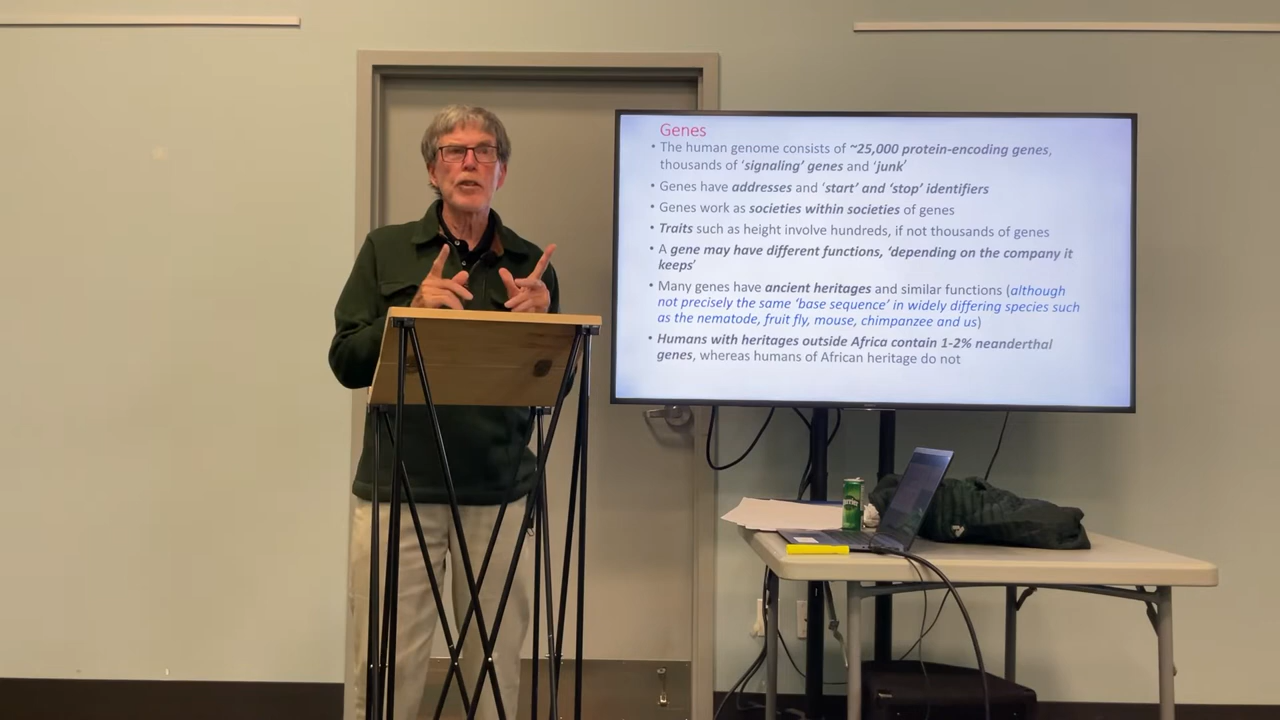 Genes
• The human genome consists of ~25,000 protein-encoding genes,
thousands of ‘signaling’ genes and ‘junk’
• Genes have addresses and ‘start’ and ‘stop’ identifiers
• Genes work as societies within societies of genes
• Traits such as height involve hundreds, if not thousands of genes
• A gene may have different functions, ‘depending on the company it
keeps’
• Many genes have ancient heritages and similar functions (although
not precisely the same ‘base sequence’ in widely differing species such
as the nematode, fruit fly, mouse, chimpanzee and us)
• Humans with heritages outside Africa contain 1-2% neanderthal
genes, whereas humans of African heritage do not
perrier